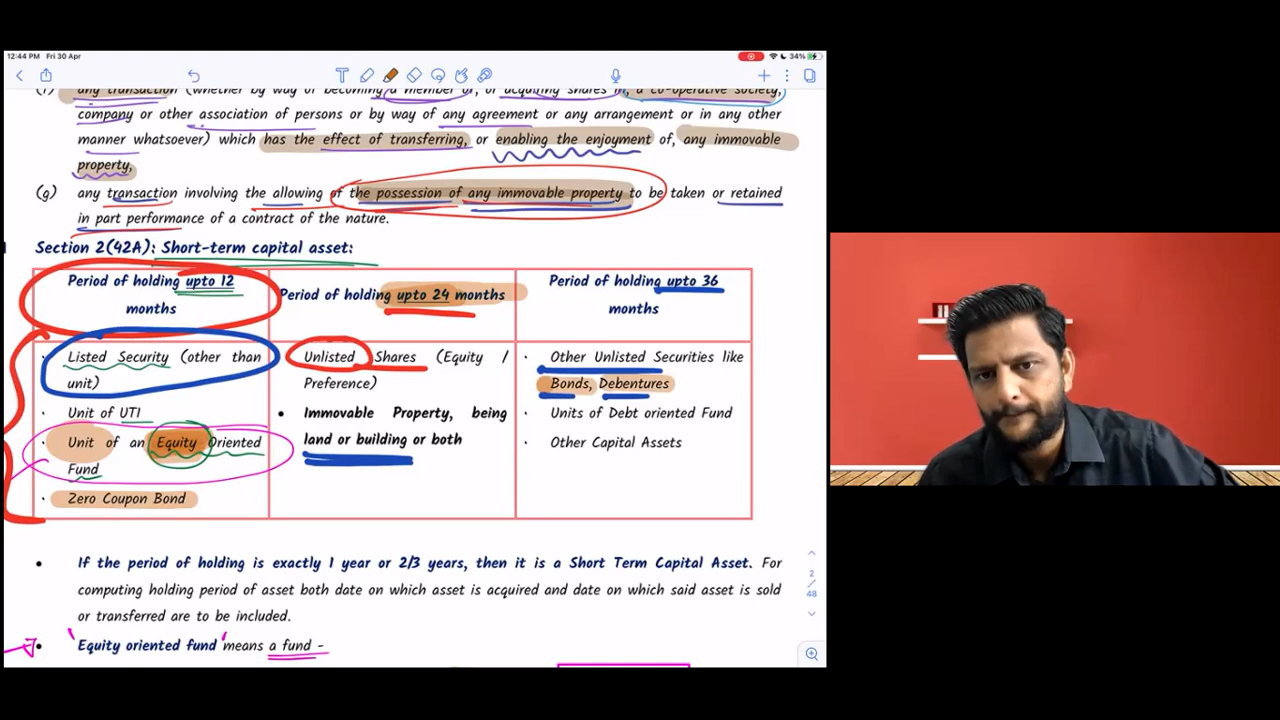 12:44 PM Fri 30 Apr
34%
T
(f) any transaction (whether by way of becoming a member of, or acquiring shares in, a co-operative society,
company or other association of persons or by way of any agreement or any arrangement or in any other
manner whatsoever) which has the effect of transferring, or enabling the enjoyment of, any immovable
property,
(g) any transaction involving the allowing of the possession of any immovable property to be taken or retained
in part performance of a contract of the nature.
Section 2(42A): Short-term capital asset:
Period of holding upto 12
months
Period of holding upto 24 months
Period of holding upto 36
months
· Listed Security (other than
unit)
· Unit of UTI
· Unit of an Equity Oriented
Fund
· Zero Coupon Bond
Unlisted Shares (Equity /
Preference)
• Immovable Property, being
land or building or both
· Other Unlisted Securities like
Bonds, Debentures
· Units of Debt oriented Fund
· Other Capital Assets
• If the period of holding is exactly 1 year or 2/3 years, then it is a Short Term Capital Asset. For
computing holding period of asset both date on which asset is acquired and date on which said asset is sold
or transferred are to be included.
• 'Equity oriented fund' means a fund -
2
/
48